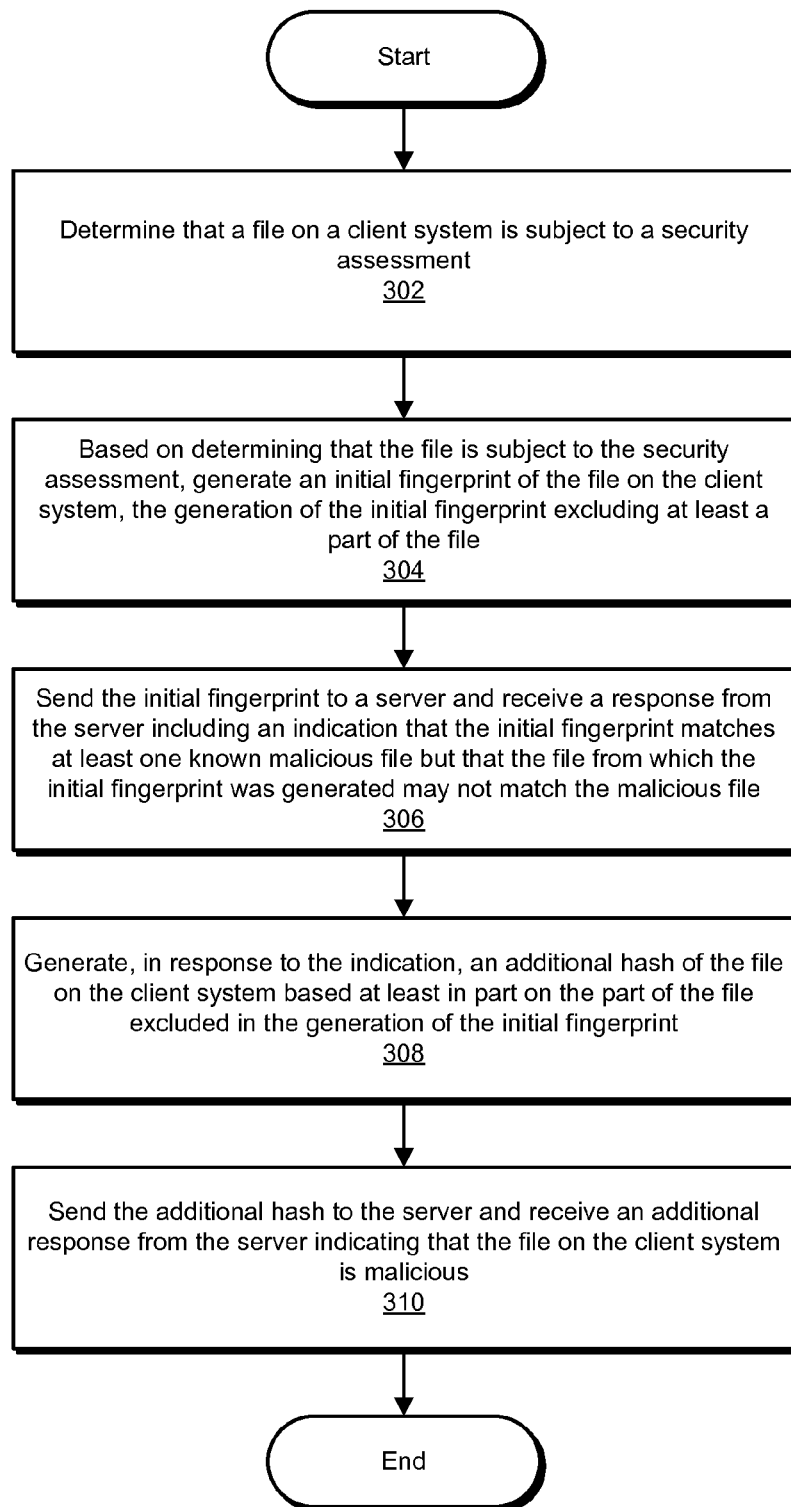 Start
Determine that a file on a client system is subject to a security
assessment
302
Based on determining that the file is subject to the security
assessment, generate an initial fingerprint of the file on the client
system, the generation of the initial fingerprint excluding at least a
part of the file
304
Send the initial fingerprint to a server and receive a response from
the server including an indication that the initial fingerprint matches
at least one known malicious file but that the file from which the
initial fingerprint was generated may not match the malicious file
306
Generate, in response to the indication, an additional hash of the file
on the client system based at least in part on the part of the file
excluded in the generation of the initial fingerprint
308
Send the additional hash to the server and receive an additional
response from the server indicating that the file on the client system
is malicious
310
End